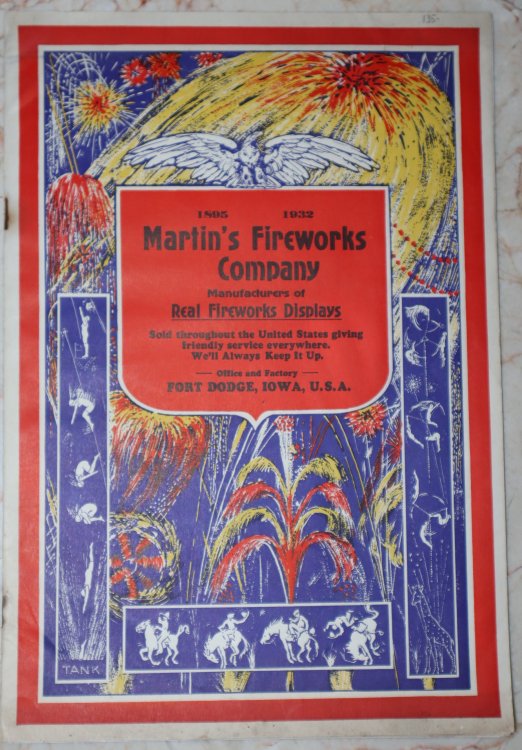 135-
1895 1932
Martin's Fireworks
Company
Manufacturers of
Real Fireworks Displays
Sold throughout the United States giving
friendly service everywhere.
We'll Always Keep It Up.
— Office and Factory —
FORT DODGE, IOWA, U.S.A.
TANK